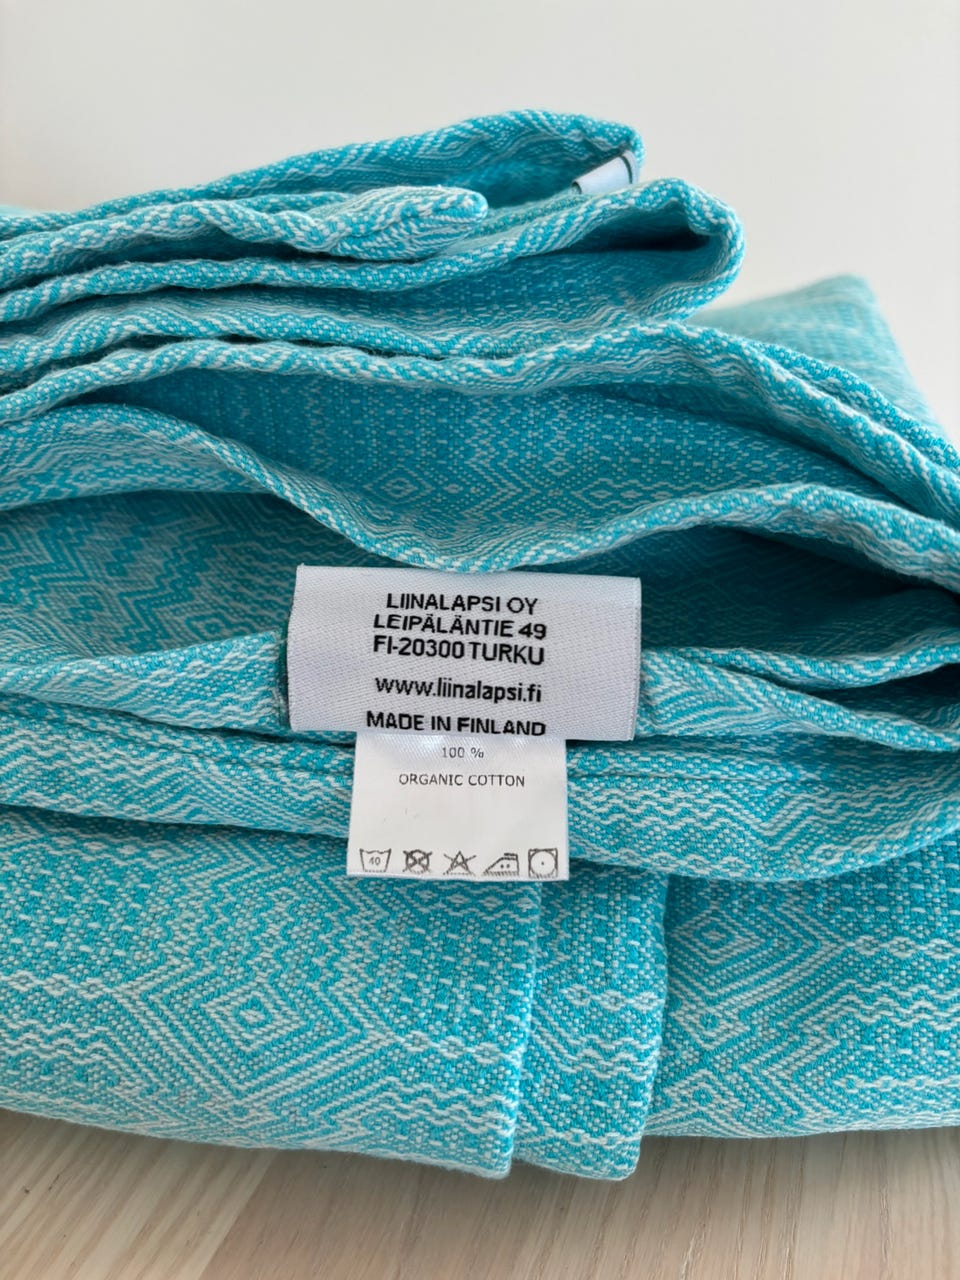 LIINALAPSI OY
LEIPÄLÄNTIE 49
FI-20300 TURKU
www.liinalapsi.fi
MADE IN FINLAND
100 %
ORGANIC COTTON
40